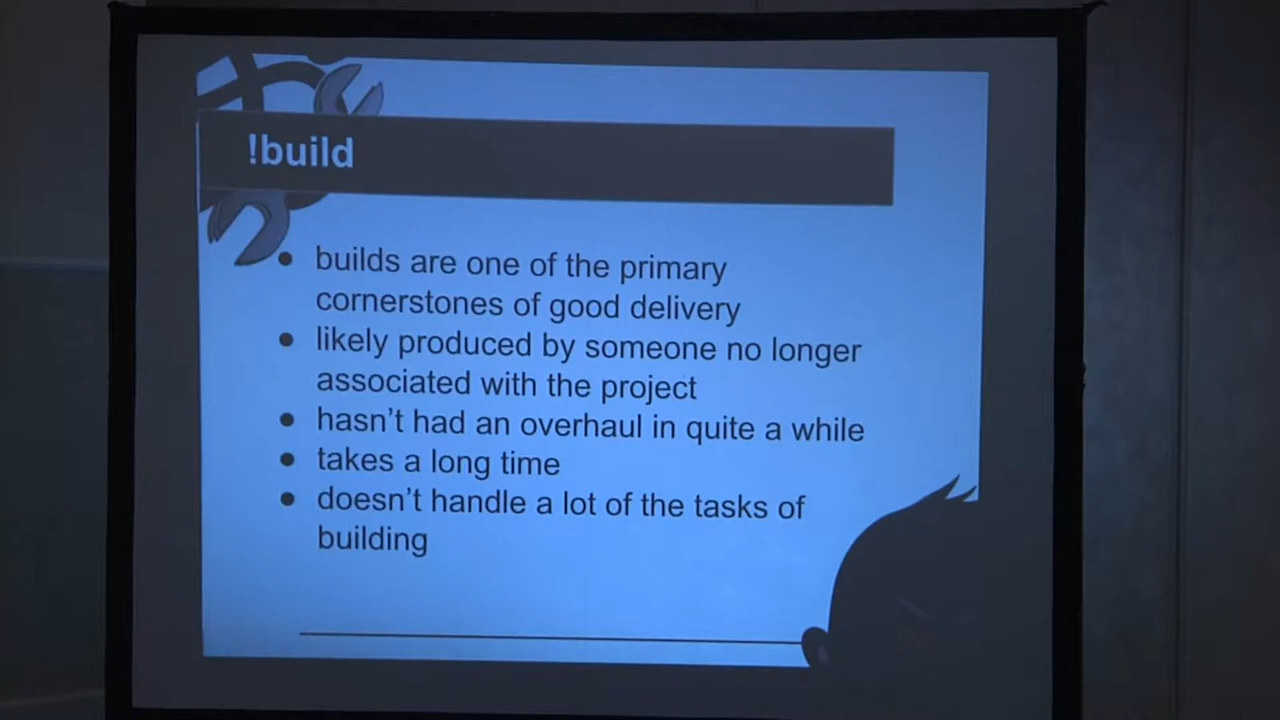 !build
builds are one of the primary
cornerstones of good delivery
likely produced by someone no longer
associated with the project
hasn't had an overhaul in quite a while
takes a long time
doesn't handle a lot of the tasks of
building